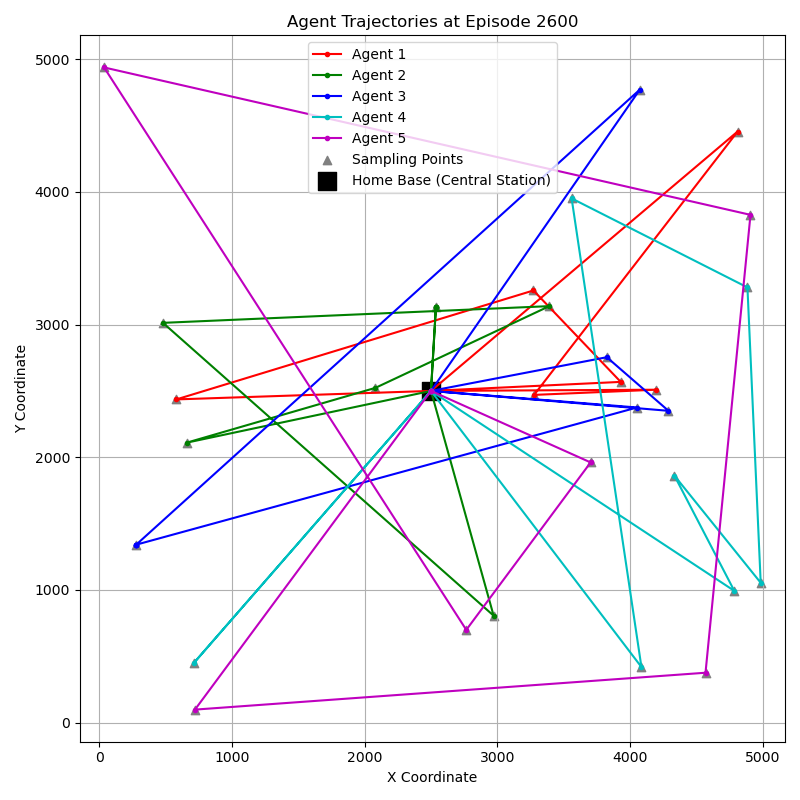 Agent Trajectories at Episode 2600
Agent 1
Agent 2
Agent 3
Agent 4
Agent 5
Sampling Points
Home Base (Central Station)
5000
4000
3000
2000
1000
0
Y Coordinate
0 1000 2000 3000 4000 5000
X Coordinate